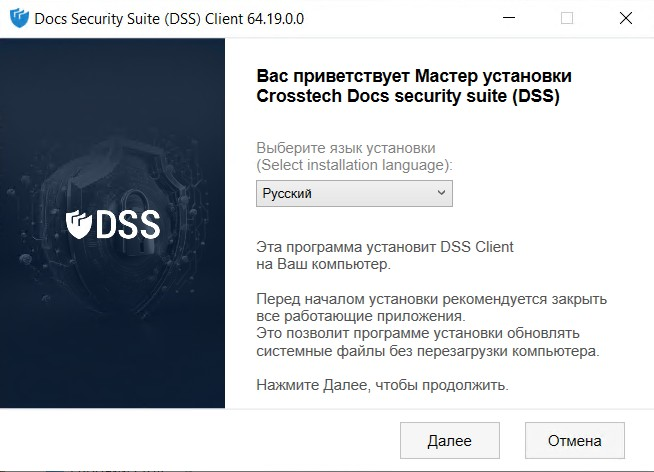 Docs Security Suite (DSS) Client 64.19.0.0
Вас приветствует Мастер установки
Crosstech Docs security suite (DSS)
Выберите язык установки
(Select installation language):
Русский
DSS
Эта программа установит DSS Client
на Ваш компьютер.
Перед началом установки рекомендуется закрыть
все работающие приложения.
Это позволит программе установки обновлять
системные файлы без перезагрузки компьютера.
Нажмите Далее, чтобы продолжить.
Далее
Отмена